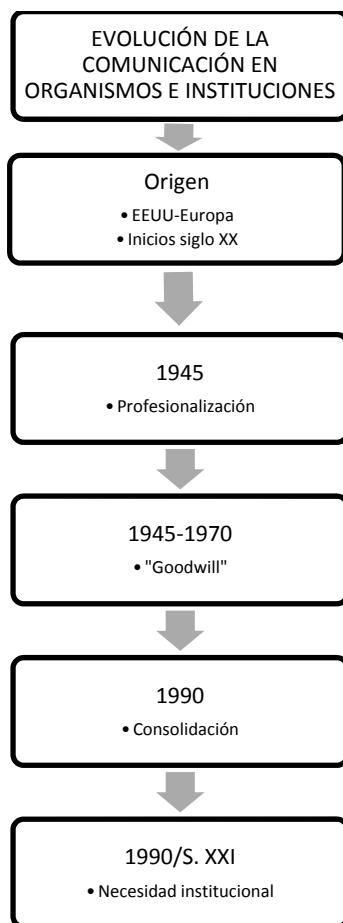 EVOLUCIÓN DE LA
COMUNICACIÓN EN
ORGANISMOS E INSTITUCIONES
Origen
• EEUU-Europa
• Inicios siglo XX
1945
• Profesionalización
1945-1970
• "Goodwill"
1990
• Consolidación
1990/S. XXI
• Necesidad institucional